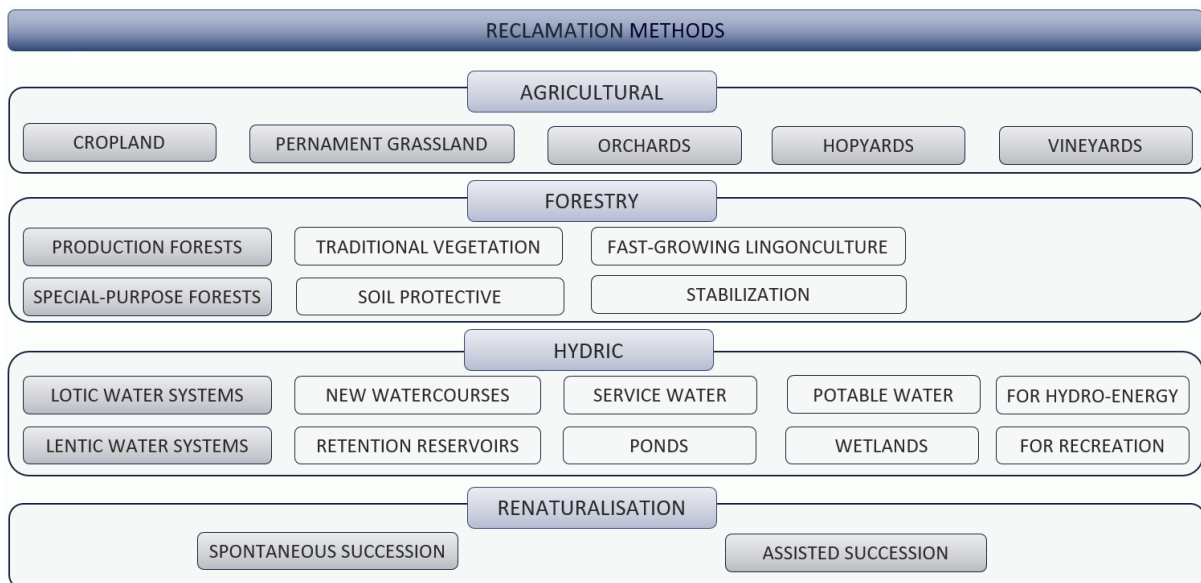 RECLAMATION METHODS
AGRICULTURAL
CROPLAND
PERNAMENT GRASSLAND
ORCHARDS
HOPYARDS
VINEYARDS
FORESTRY
PRODUCTION FORESTS
TRADITIONAL VEGETATION
FAST-GROWING LINGONCULTURE
SPECIAL-PURPOSE FORESTS
SOIL PROTECTIVE
STABILIZATION
HYDRIC
LOTIC WATER SYSTEMS
NEW WATERCOURSES
SERVICE WATER
POTABLE WATER
FOR HYDRO-ENERGY
LENTIC WATER SYSTEMS
RETENTION RESERVOIRS
PONDS
WETLANDS
FOR RECREATION
RENATURALISATION
SPONTANEOUS SUCCESSION
ASSISTED SUCCESSION